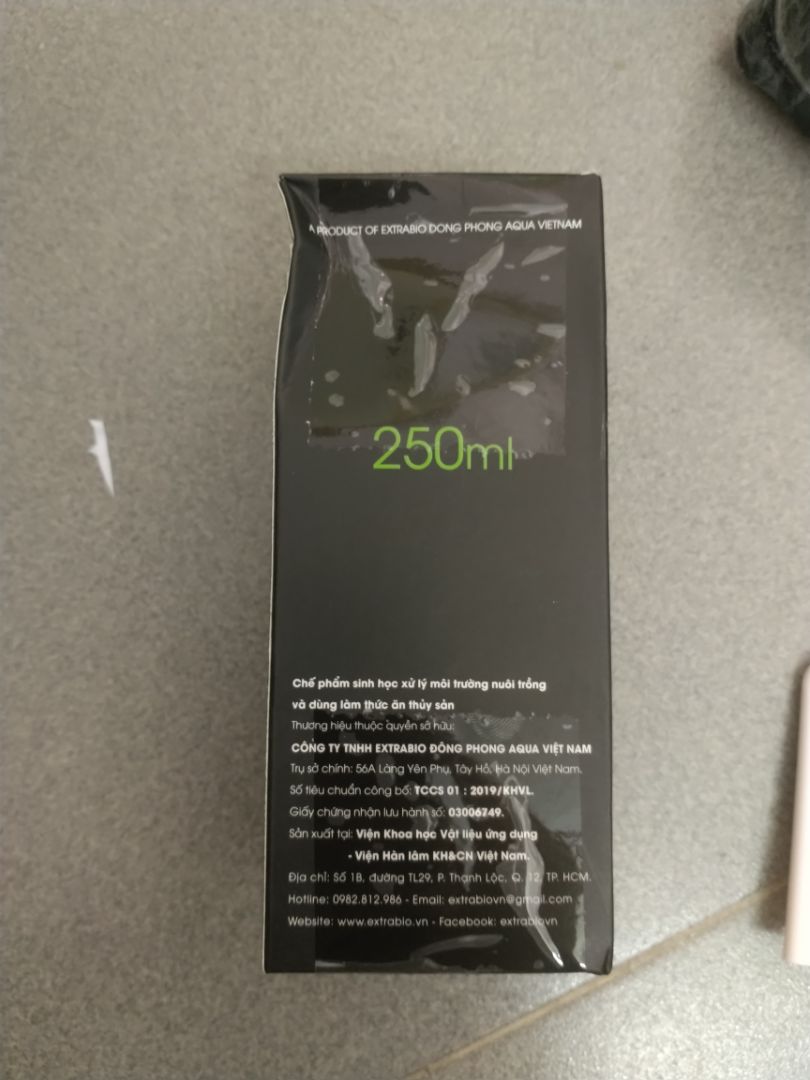 A PRODUCT OF EXTRABIO DONG PHONG AQUA VIETNAM
250ml
Chế phẩm sinh học xử lý môi trường nuôi trồng
và dùng làm thức ăn thủy sản
Thương hiệu thuộc quyền sở hữu:
CÔNG TY TNHH EXTRABIO ĐÔNG PHONG AQUA VIỆT NAM
Trụ sở chính: 56A Làng Yên Phụ, Tây Hồ, Hà Nội Việt Nam.
Số tiêu chuẩn công bố: TCCS 01 : 2019/KHVL.
Giấy chứng nhận lưu hành số: 03006749.
Sản xuất tại: Viện Khoa học Vật liệu ứng dụng
- Viện Hàn lâm KH&CN Việt Nam.
Địa chỉ: Số 1B, đường TL29, P. Thạnh Lộc, Q. 12, TP. HCM.
Hotline: 0982.812.986 - Email: extrabiovn@gmail.com
Website: www.extrabio.vn - Facebook: extrabiovn